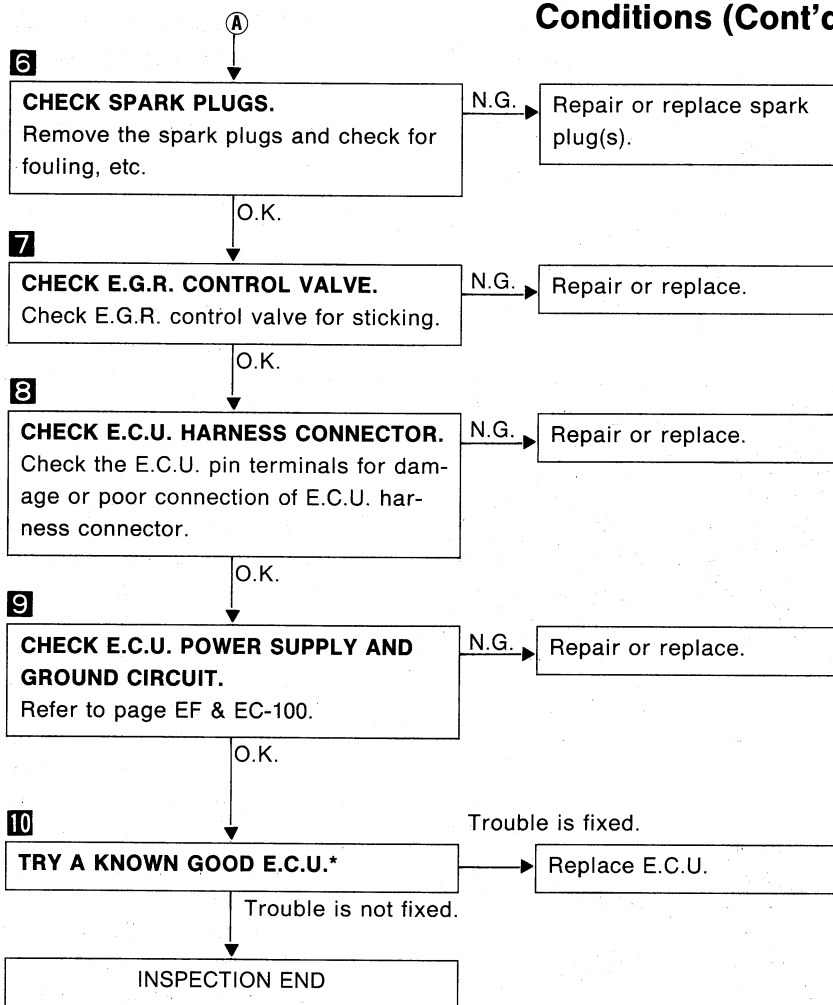 Conditions (Cont'd
A
6
CHECK SPARK PLUGS.
Remove the spark plugs and check for
fouling, etc.
N.G.
Repair or replace spark
plug(s).
O.K.
7
CHECK E.G.R. CONTROL VALVE.
Check E.G.R. control valve for sticking.
N.G.
Repair or replace.
O.K.
8
CHECK E.C.U. HARNESS CONNECTOR.
Check the E.C.U. pin terminals for dam-
age or poor connection of E.C.U. har-
ness connector.
N.G.
Repair or replace.
O.K.
9
CHECK E.C.U. POWER SUPPLY AND
GROUND CIRCUIT.
Refer to page EF & EC-100.
N.G.
Repair or replace.
O.K.
10
TRY A KNOWN GOOD E.C.U.*
Trouble is fixed.
Replace E.C.U.
Trouble is not fixed.
INSPECTION END